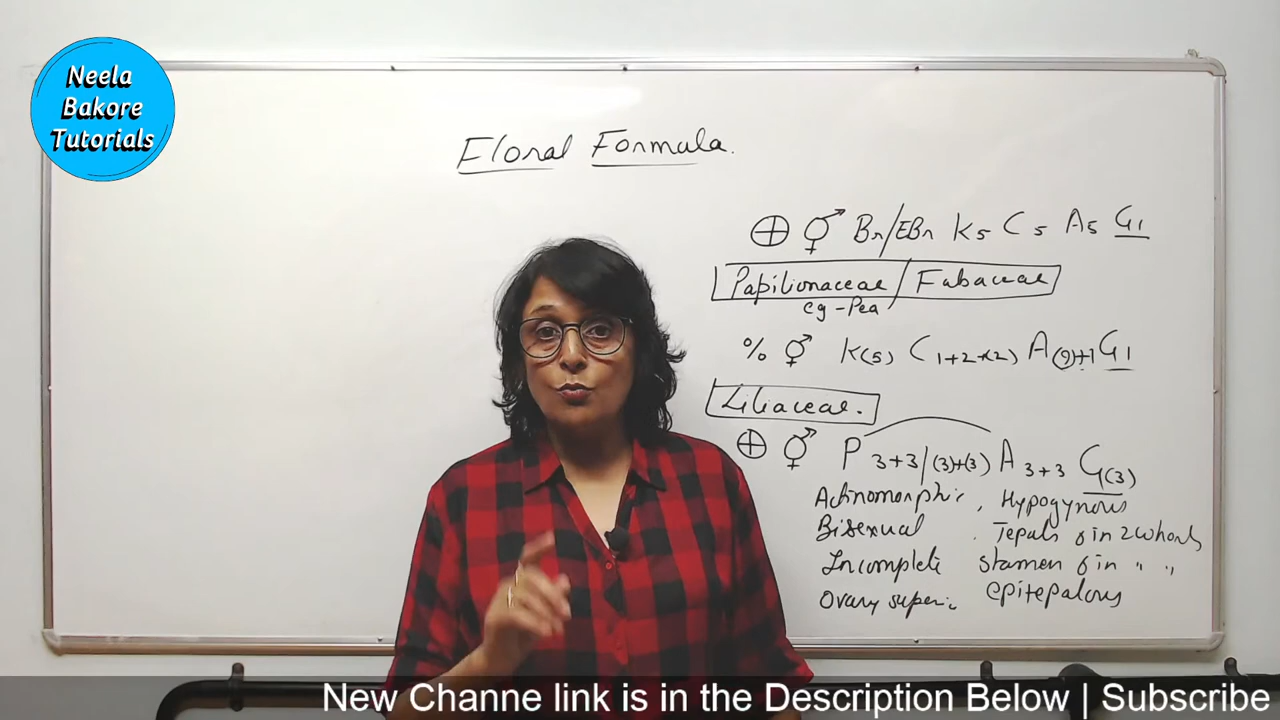 Neela
Bakore
Tutorials
Floral Formula.
⊕ ⚥ Br/EBr K5 C5 A5 G1
Papilionaceae / Fabaceae
eg - Pea
% ⚥ K(5) C1+2+(2) A(9)+1 G1
Liliaceae.
⊕ ⚥ P 3+3/(3)+(3) A 3+3 G(3)
Actinomorphic, Hypogynous
Bisexual . Tepals 6 in 2 whorls
Incomplete stamen 6 in " "
Ovary superior epitepalous
New Channe link is in the Description Below | Subscribe